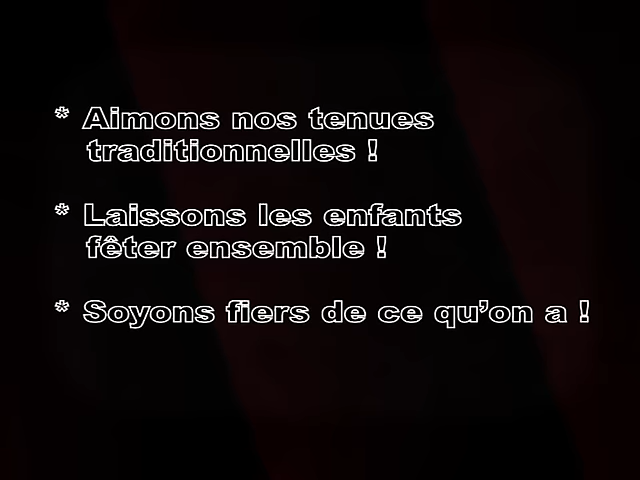 * Aimons nos tenues
traditionnelles !
* Laissons les enfants
fêter ensemble !
* Soyons fiers de ce qu’on a !